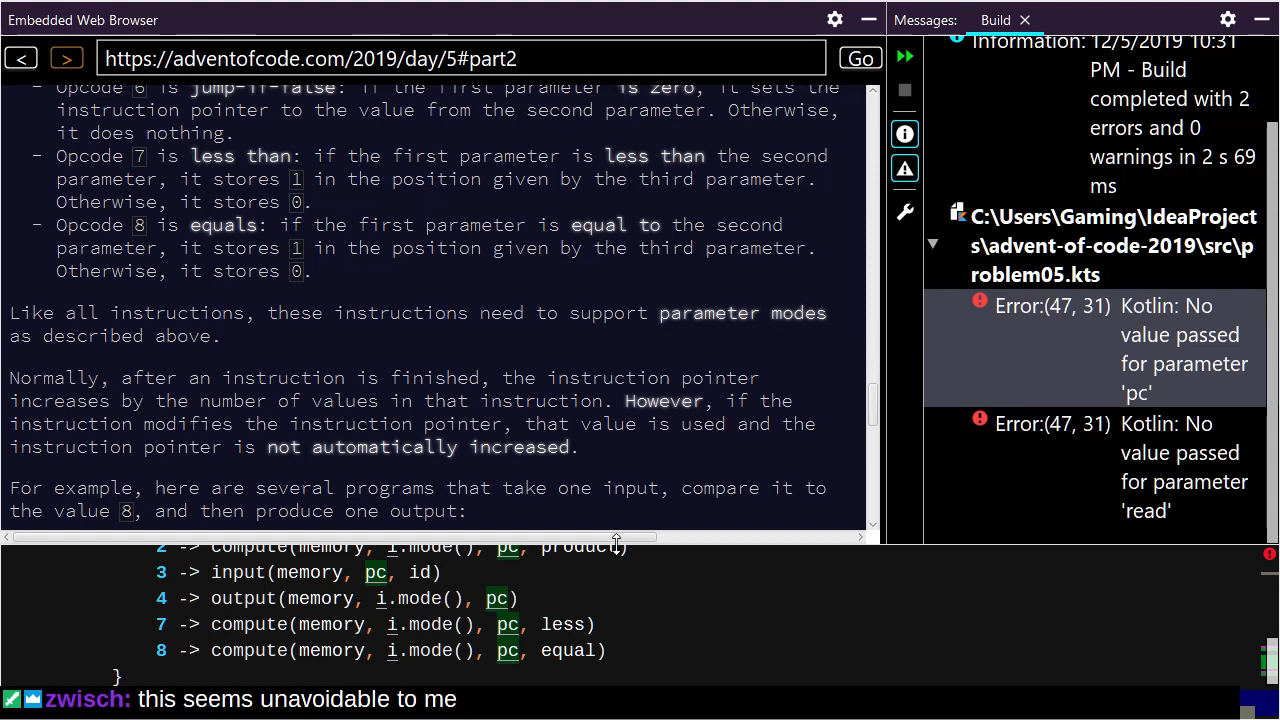 Embedded Web Browser
Messages: Build
< > https://adventofcode.com/2019/day/5#part2 Go
- Opcode 6 is jump-if-false: if the first parameter is zero, it sets the
instruction pointer to the value from the second parameter. Otherwise,
it does nothing.
- Opcode 7 is less than: if the first parameter is less than the second
parameter, it stores 1 in the position given by the third parameter.
Otherwise, it stores 0.
- Opcode 8 is equals: if the first parameter is equal to the second
parameter, it stores 1 in the position given by the third parameter.
Otherwise, it stores 0.
Like all instructions, these instructions need to support parameter modes
as described above.
Normally, after an instruction is finished, the instruction pointer
increases by the number of values in that instruction. However, if the
instruction modifies the instruction pointer, that value is used and the
instruction pointer is not automatically increased.
For example, here are several programs that take one input, compare it to
the value 8, and then produce one output:
Information: 12/5/2019 10:31
PM - Build
completed with 2
errors and 0
warnings in 2 s 69
ms
C:\Users\Gaming\IdeaProject
s\advent-of-code-2019\src\p
roblem05.kts
Error:(47, 31) Kotlin: No
value passed
for parameter
'pc'
Error:(47, 31) Kotlin: No
value passed
for parameter
'read'
2 -> compute(memory, i.mode(), pc, product)
3 -> input(memory, pc, id)
4 -> output(memory, i.mode(), pc)
7 -> compute(memory, i.mode(), pc, less)
8 -> compute(memory, i.mode(), pc, equal)
}
zwisch: this seems unavoidable to me